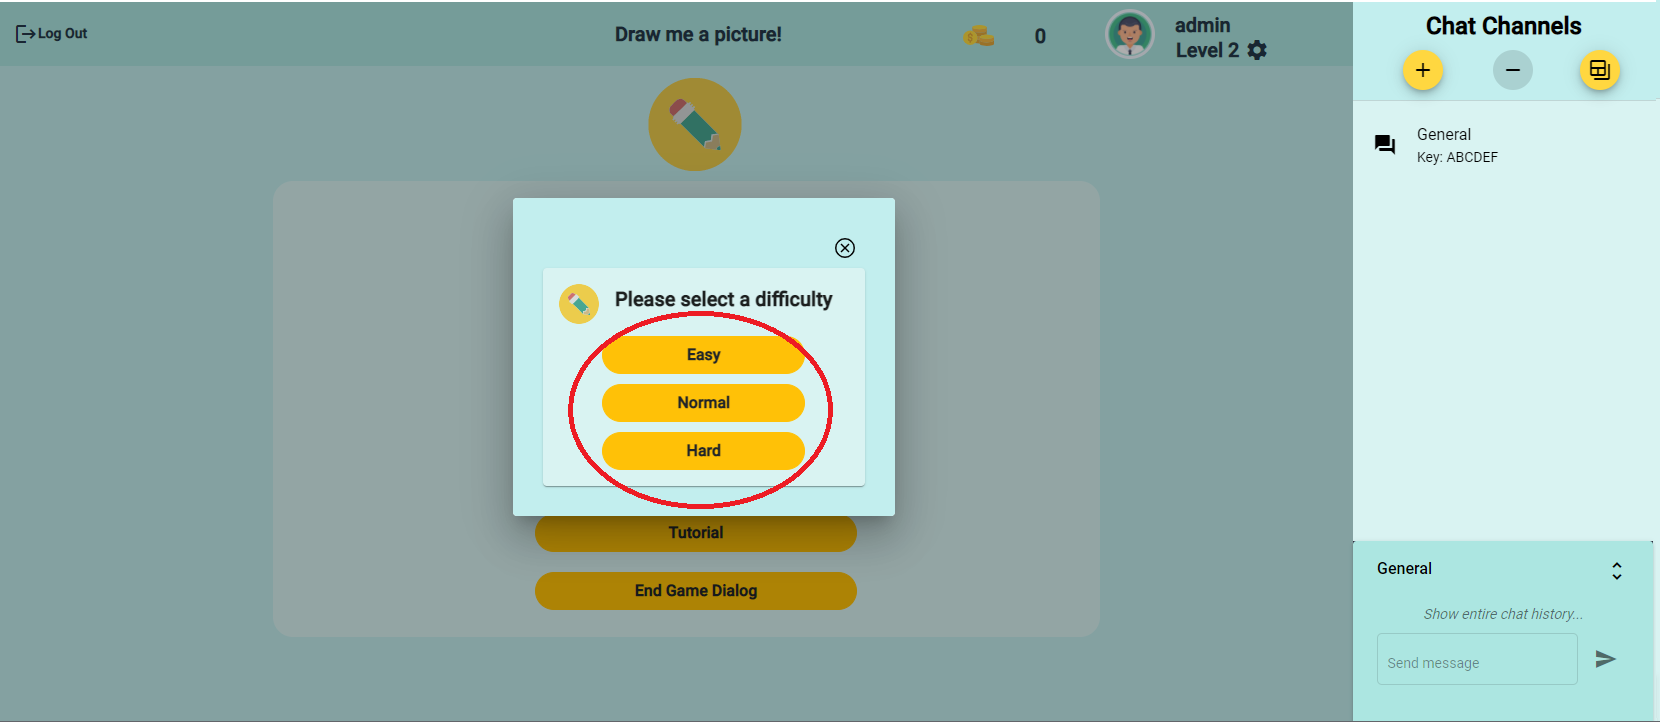 Log Out
Draw me a picture!
0
admin
Level 2
Please select a difficulty
Easy
Normal
Hard
Tutorial
End Game Dialog
Chat Channels
General
Key: ABCDEF
General
Show entire chat history...
Send message